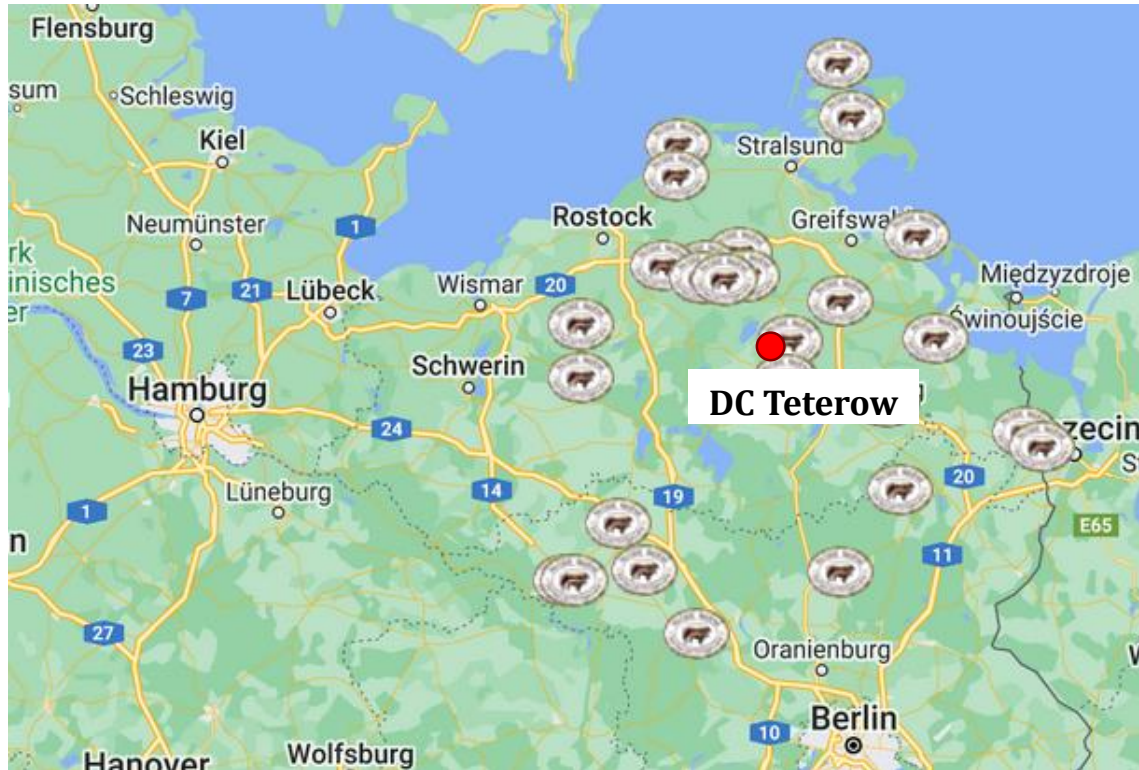 Flensburg
sum
Schleswig
Kiel
Stralsund
Neumünster
Rostock
Greifswal
rk
inisches
er
1
7
21
Lübeck
Wismar
20
Międzyzdroje
Świnoujście
23
Schwerin
Hamburg
DC Teterow
g
24
zecin
S
Lüneburg
14
19
20
1
E65
n
11
27
Oranienburg
W
10
Berlin
Hanover
Wolfsburg